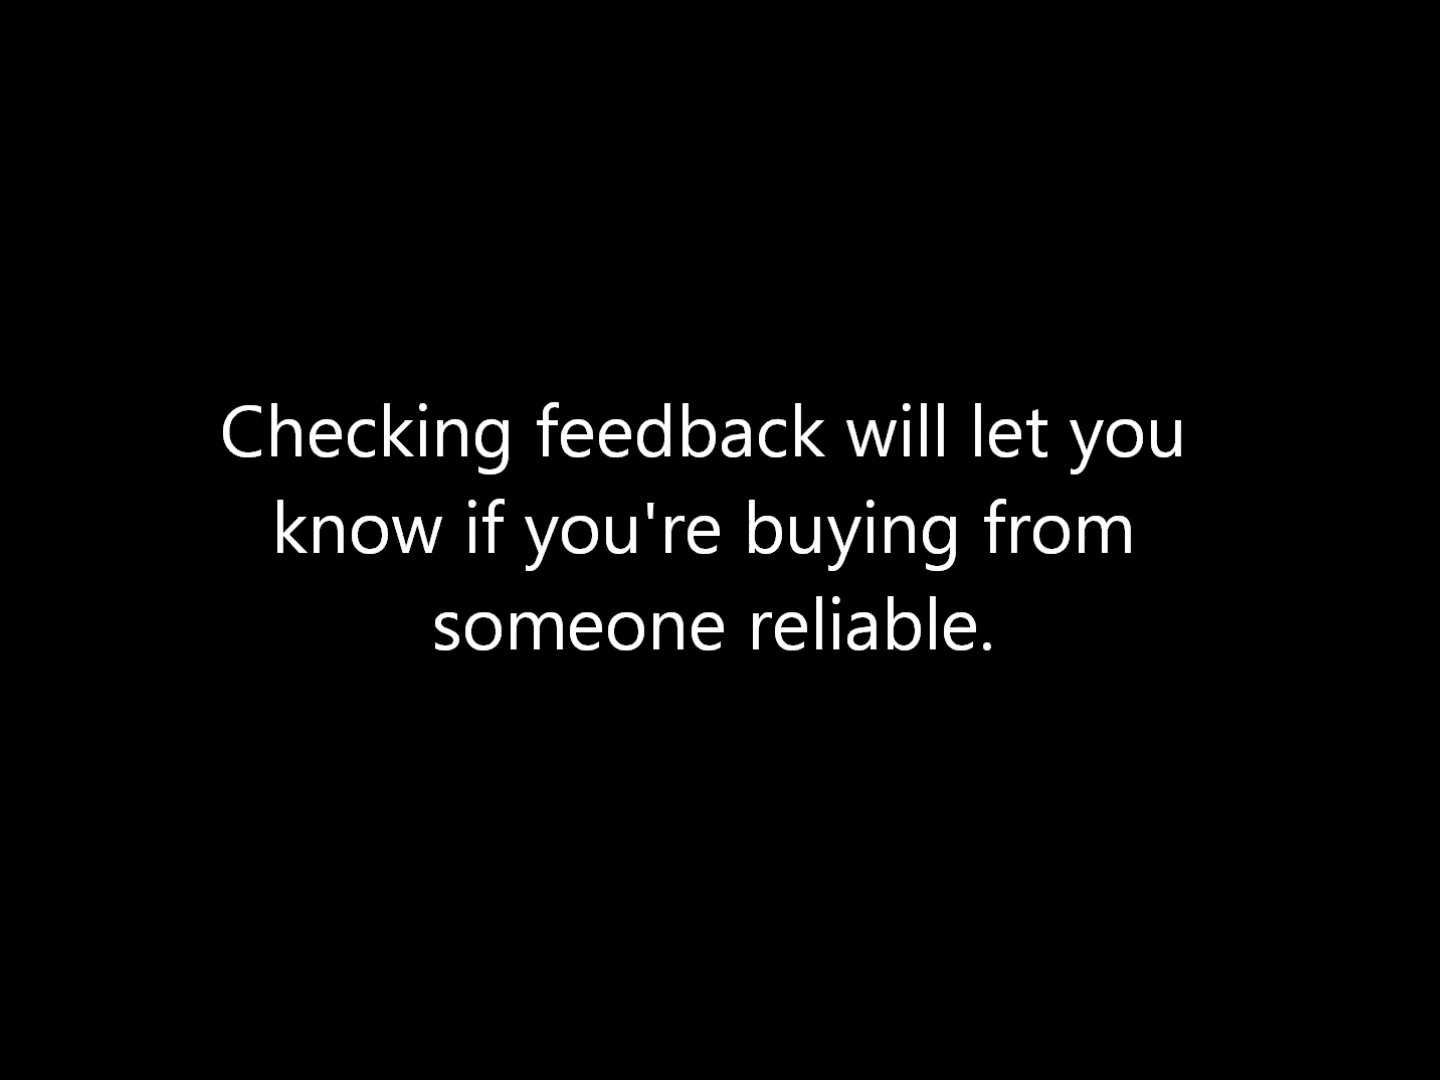 Checking feedback will let you
know if you're buying from
someone reliable.